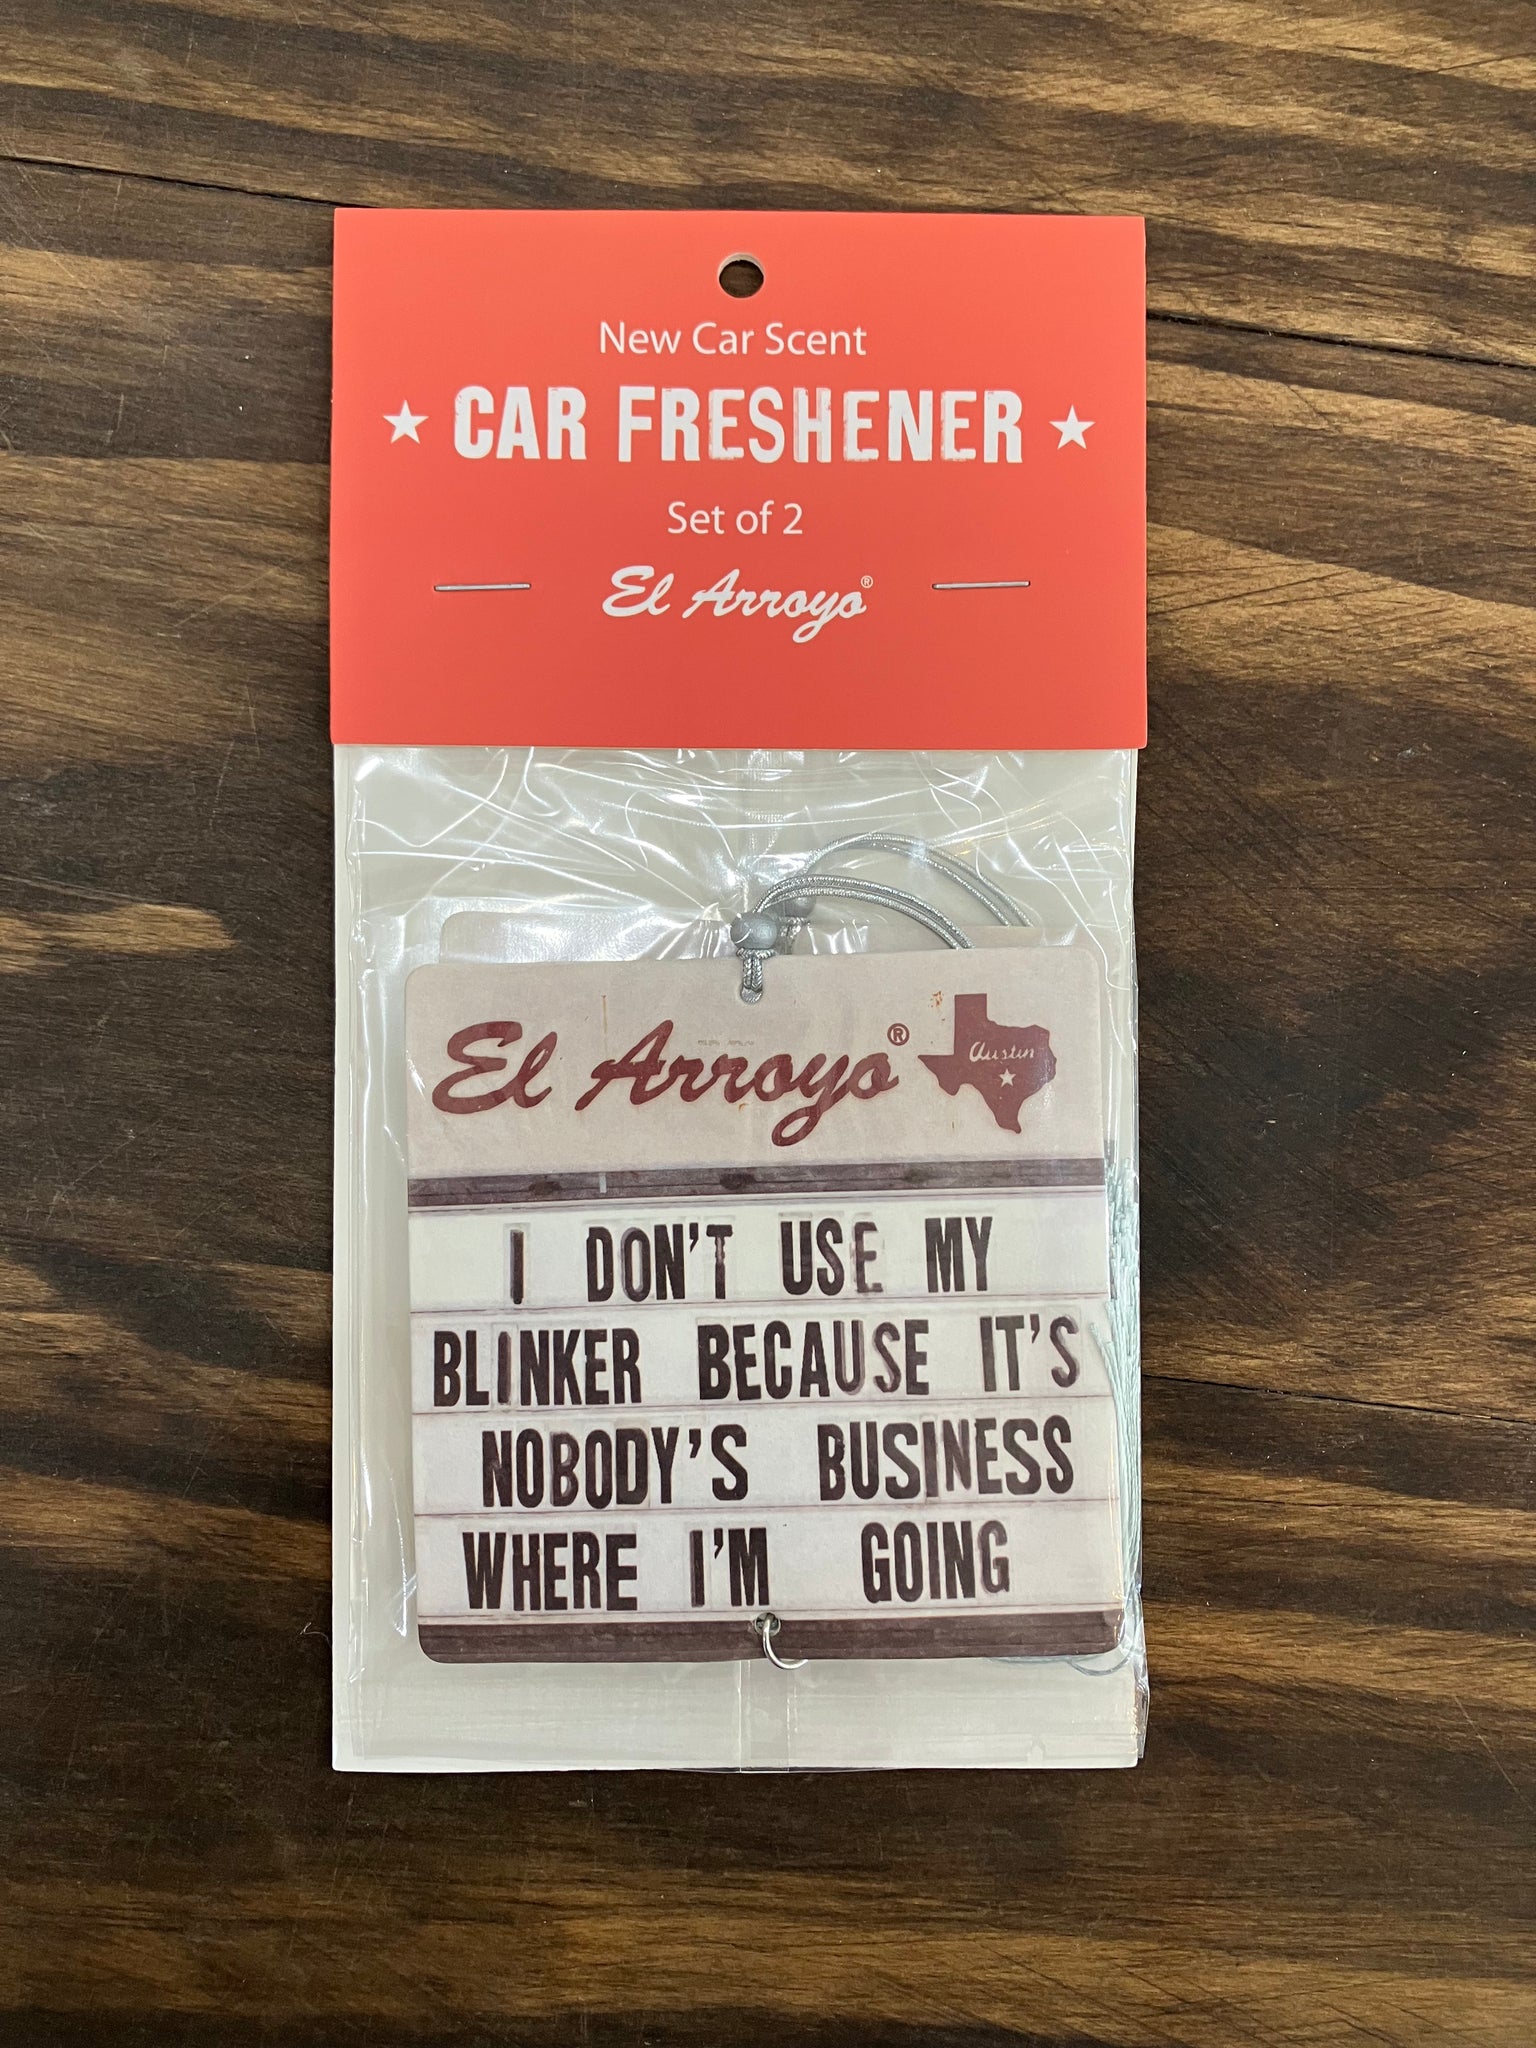 New Car Scent
★ CAR FRESHENER ★
Set of 2
El Arroyo®
El Arroyo®
Austin
I DON'T USE MY
BLINKER BECAUSE IT'S
NOBODY'S BUSINESS
WHERE I'M GOING